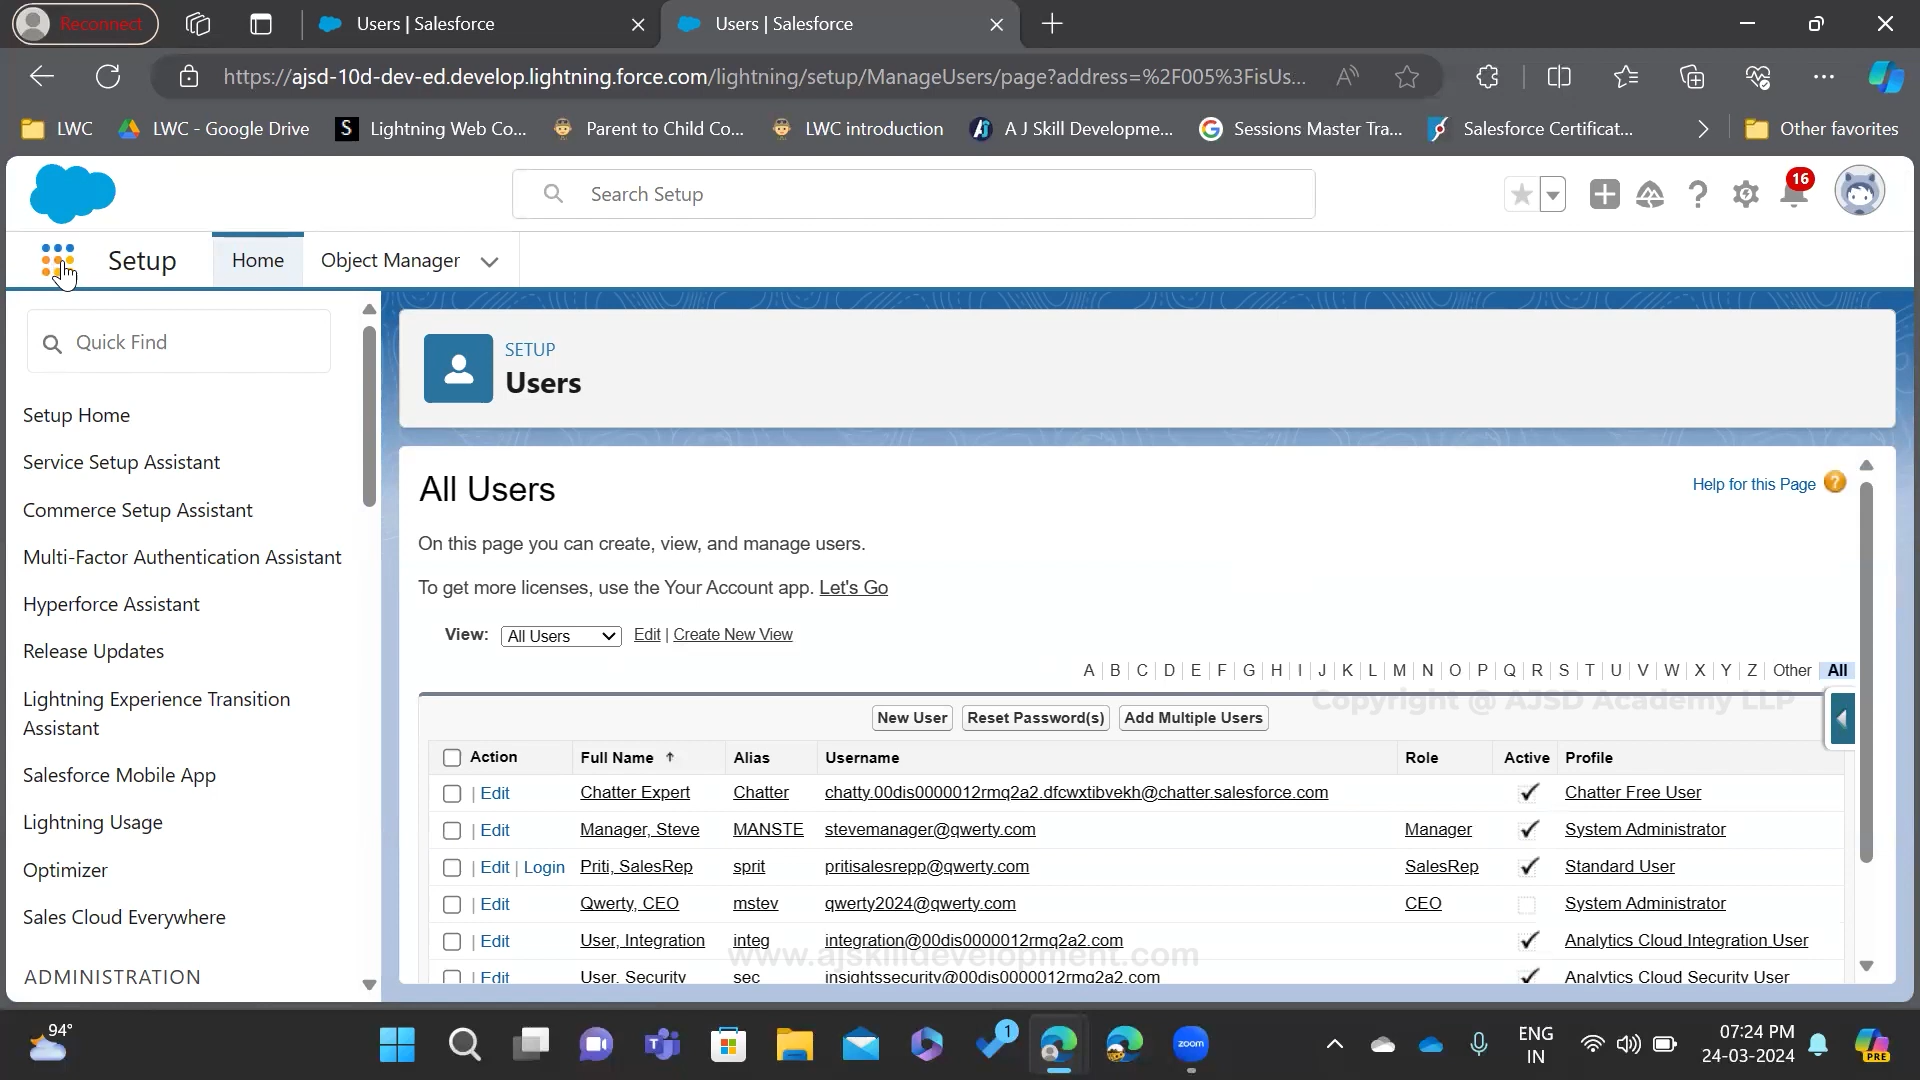 Reconnect
Users | Salesforce
Users | Salesforce
https://ajsd-10d-dev-ed.develop.lightning.force.com/lightning/setup/ManageUsers/page?address=%2F005%3FisUs...
LWC
LWC - Google Drive
Lightning Web Co...
Parent to Child Co...
LWC introduction
A J Skill Developme...
Sessions Master Tra...
Salesforce Certificat...
Other favorites
Search Setup
16
Setup
Home
Object Manager
Quick Find
Setup Home
Service Setup Assistant
Commerce Setup Assistant
Multi-Factor Authentication Assistant
Hyperforce Assistant
Release Updates
Lightning Experience Transition
Assistant
Salesforce Mobile App
Lightning Usage
Optimizer
Sales Cloud Everywhere
ADMINISTRATION
SETUP
Users
All Users
Help for this Page ?
On this page you can create, view, and manage users.
To get more licenses, use the Your Account app. Let's Go
View: All Users Edit | Create New View
A | B | C | D | E | F | G | H | I | J | K | L | M | N | O | P | Q | R | S | T | U | V | W | X | Y | Z | Other | All
Copyright @ AJSD Academy LLP
New User Reset Password(s) Add Multiple Users
Action Full Name ↑ Alias Username Role Active Profile
| Edit Chatter Expert Chatter chatty.00dis0000012rmq2a2.dfcwxtibvekh@chatter.salesforce.com ✓ Chatter Free User
| Edit Manager, Steve MANSTE stevemanager@qwerty.com Manager ✓ System Administrator
| Edit | Login Priti, SalesRep sprit pritisalesrepp@qwerty.com SalesRep ✓ Standard User
| Edit Qwerty, CEO mstev qwerty2024@qwerty.com CEO System Administrator
| Edit User, Integration integ integration@00dis0000012rmq2a2.com ✓ Analytics Cloud Integration User
www.ajskilldevelopment.com
| Edit User, Security sec insightssecurity@00dis0000012rmq2a2.com ✓ Analytics Cloud Security User
94°
1
zoom
ENG
IN
07:24 PM
24-03-2024
PRE